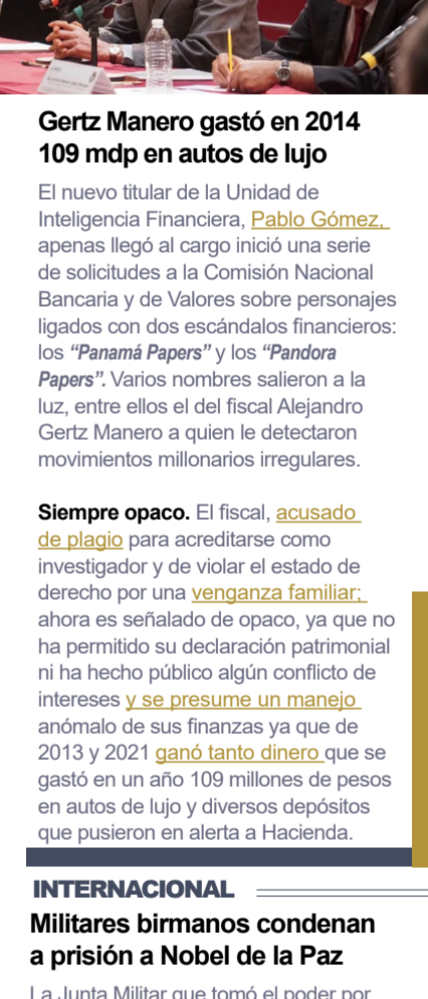 Gertz Manero gastó en 2014
109 mdp en autos de lujo
El nuevo titular de la Unidad de
Inteligencia Financiera, Pablo Gómez,
apenas llegó al cargo inició una serie
de solicitudes a la Comisión Nacional
Bancaria y de Valores sobre personajes
ligados con dos escándalos financieros:
los “Panamá Papers” y los “Pandora
Papers”. Varios nombres salieron a la
luz, entre ellos el del fiscal Alejandro
Gertz Manero a quien le detectaron
movimientos millonarios irregulares.
Siempre opaco. El fiscal, acusado
de plagio para acreditarse como
investigador y de violar el estado de
derecho por una venganza familiar;
ahora es señalado de opaco, ya que no
ha permitido su declaración patrimonial
ni ha hecho público algún conflicto de
intereses y se presume un manejo
anómalo de sus finanzas ya que de
2013 y 2021 ganó tanto dinero que se
gastó en un año 109 millones de pesos
en autos de lujo y diversos depósitos
que pusieron en alerta a Hacienda.
INTERNACIONAL
Militares birmanos condenan
a prisión a Nobel de la Paz
La Junta Militar que tomó el poder por